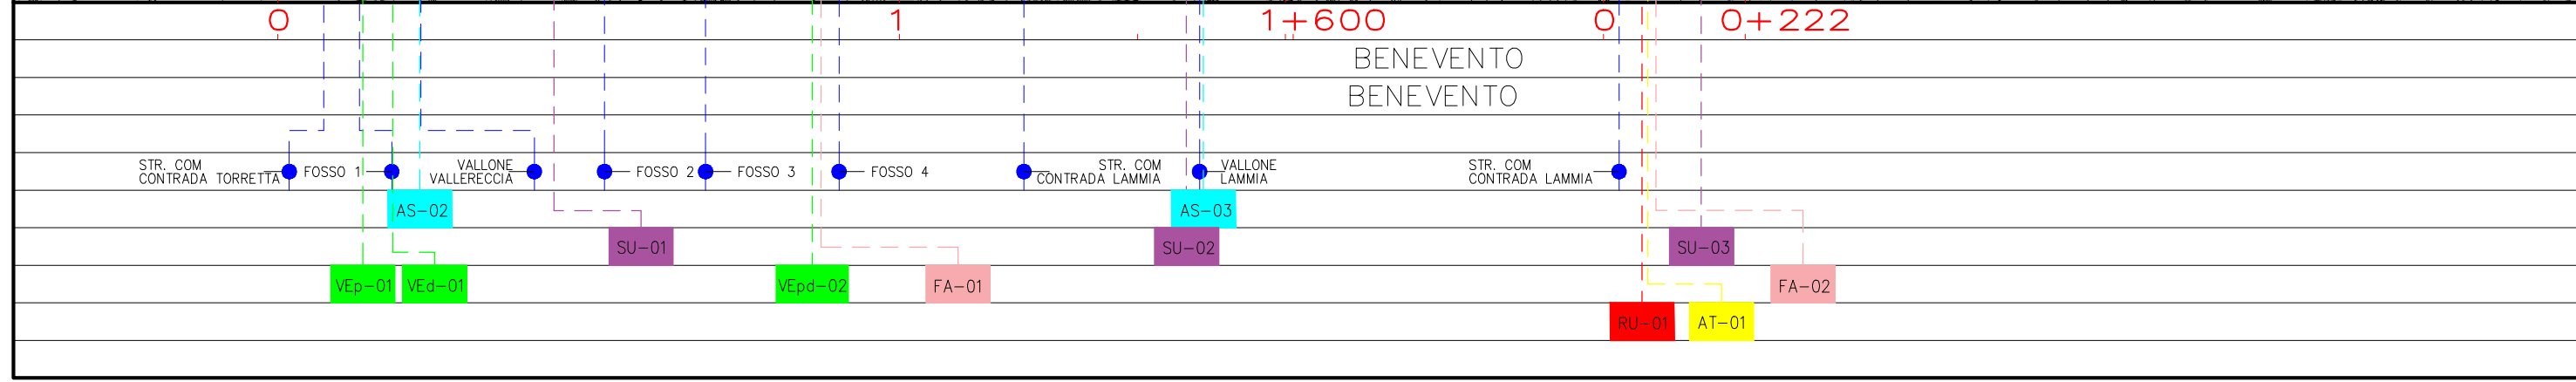 0 1 1+600 0 0+222
BENEVENTO
BENEVENTO
STR. COM
CONTRADA TORRETTA
FOSSO 1
VALLONE
VALLERECCIA
FOSSO 2
FOSSO 3
FOSSO 4
STR. COM
CONTRADA LAMMIA
VALLONE
LAMMIA
STR. COM
CONTRADA LAMMIA
AS-02 AS-03
SU-01 SU-02 SU-03
VEp-01 VEd-01 VEpd-02 FA-01 FA-02
RU-01 AT-01